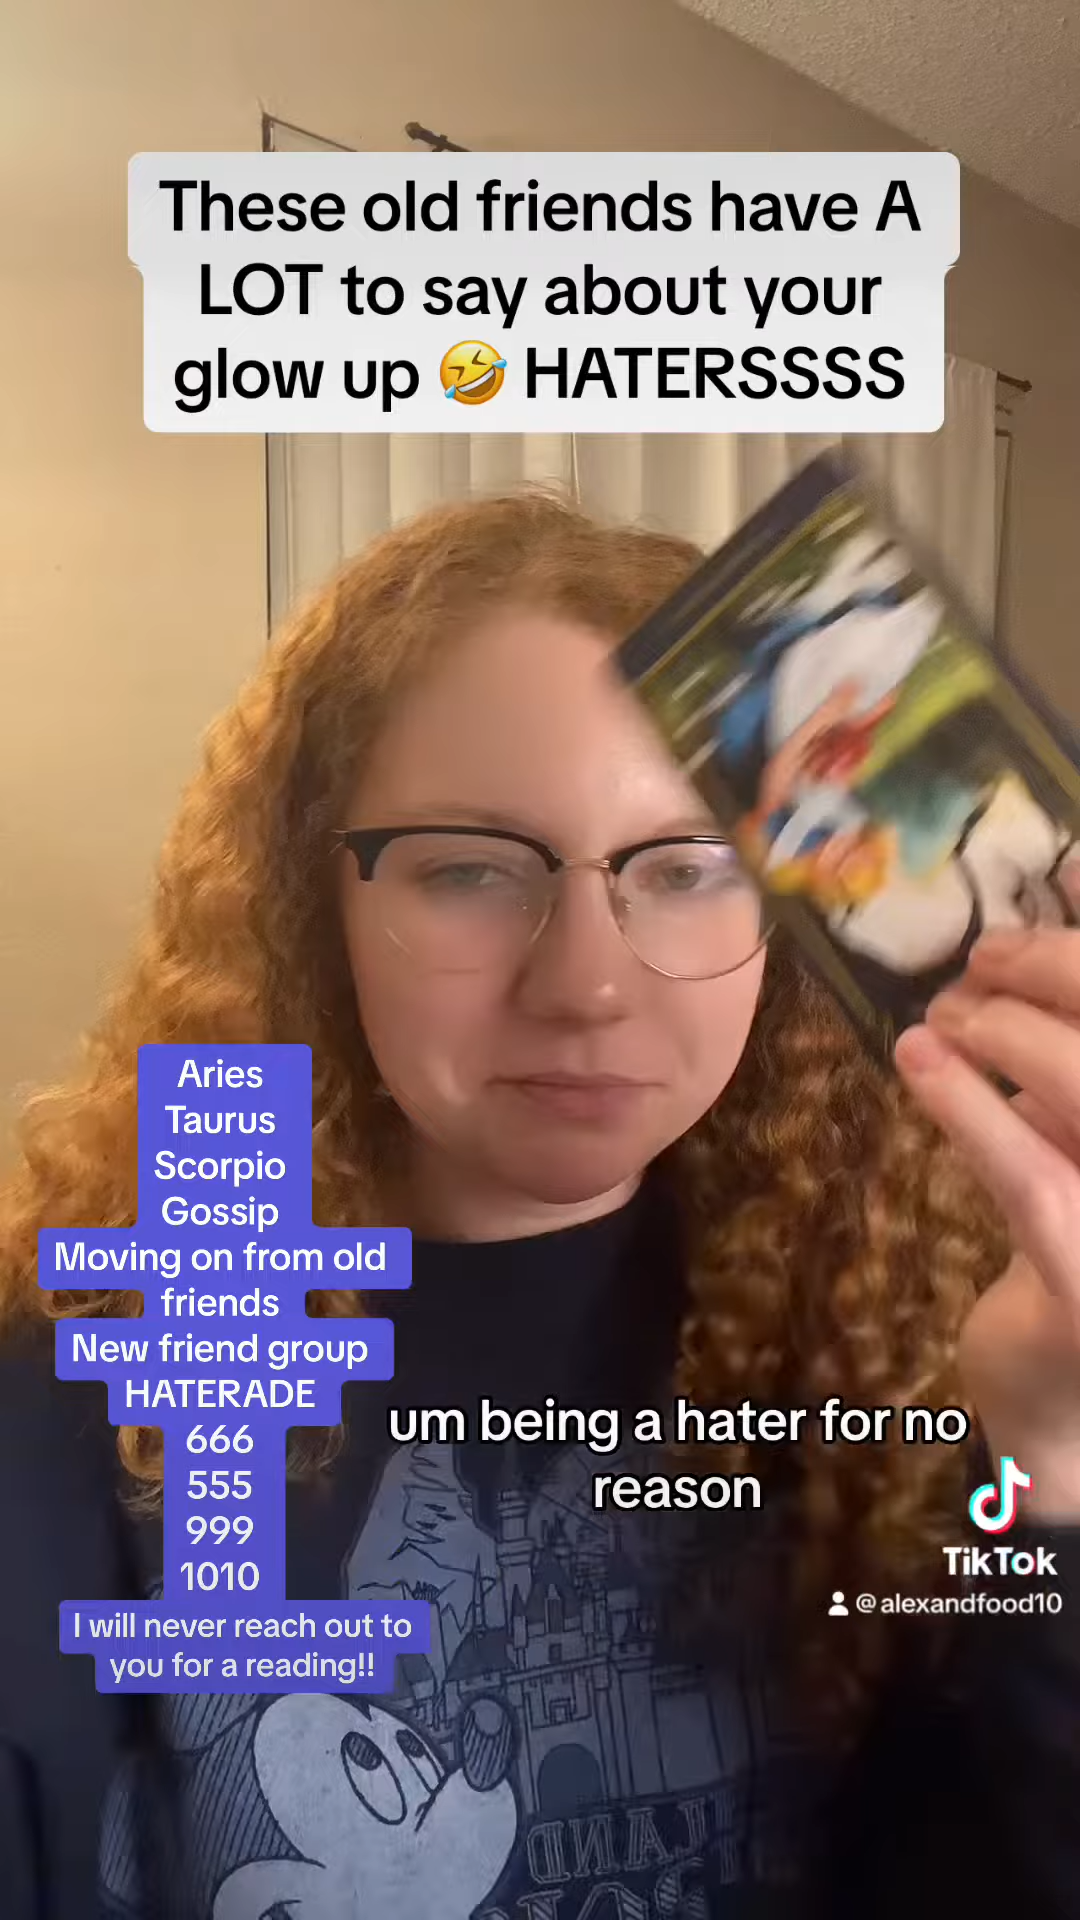 These old friends have A
LOT to say about your
glow up 🤣 HATERSSSS
Aries
Taurus
Scorpio
Gossip
Moving on from old
friends
New friend group
HATERADE
666
555
999
1010
I will never reach out to
you for a reading!!
um being a hater for no
reason
TikTok
@alexandfood10
LAND